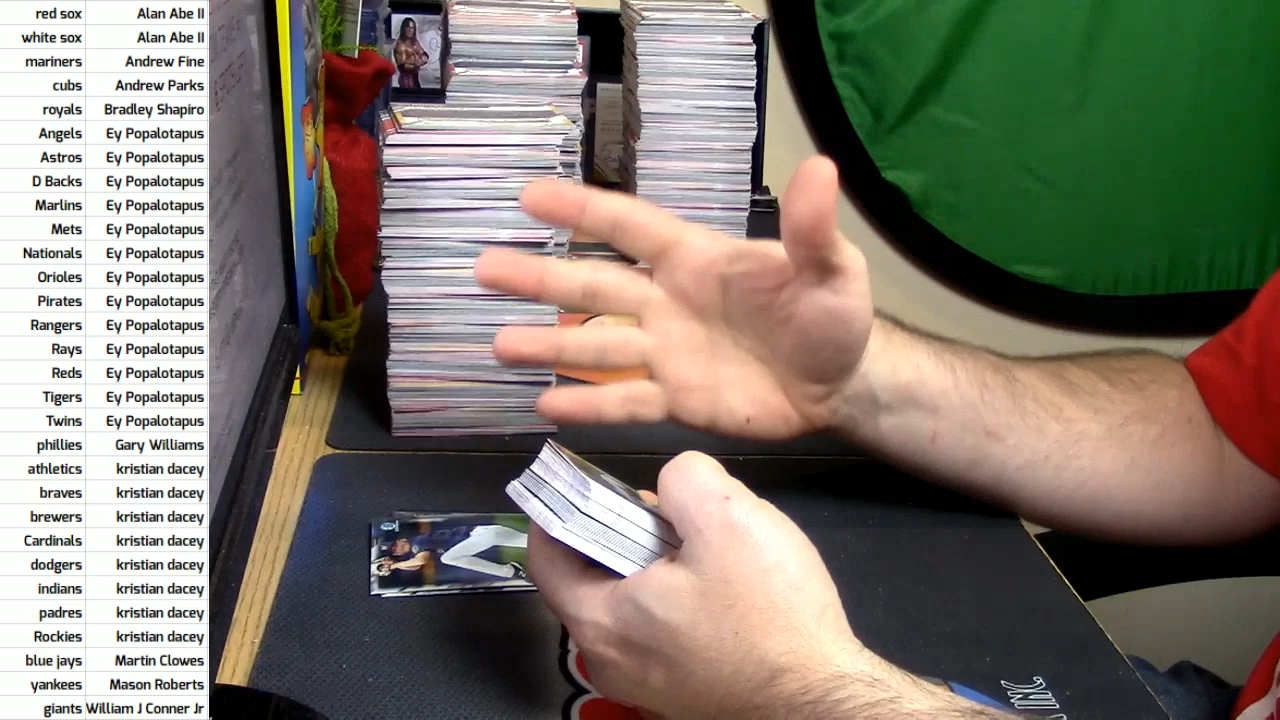 red sox Alan Abe II
white sox Alan Abe II
mariners Andrew Fine
cubs Andrew Parks
royals Bradley Shapiro
Angels Ey Popalotapus
Astros Ey Popalotapus
D Backs Ey Popalotapus
Marlins Ey Popalotapus
Mets Ey Popalotapus
Nationals Ey Popalotapus
Orioles Ey Popalotapus
Pirates Ey Popalotapus
Rangers Ey Popalotapus
Rays Ey Popalotapus
Reds Ey Popalotapus
Tigers Ey Popalotapus
Twins Ey Popalotapus
phillies Gary Williams
athletics kristian dacey
braves kristian dacey
brewers kristian dacey
Cardinals kristian dacey
dodgers kristian dacey
indians kristian dacey
padres kristian dacey
Rockies kristian dacey
blue jays Martin Clowes
yankees Mason Roberts
giants William J Conner Jr
INC